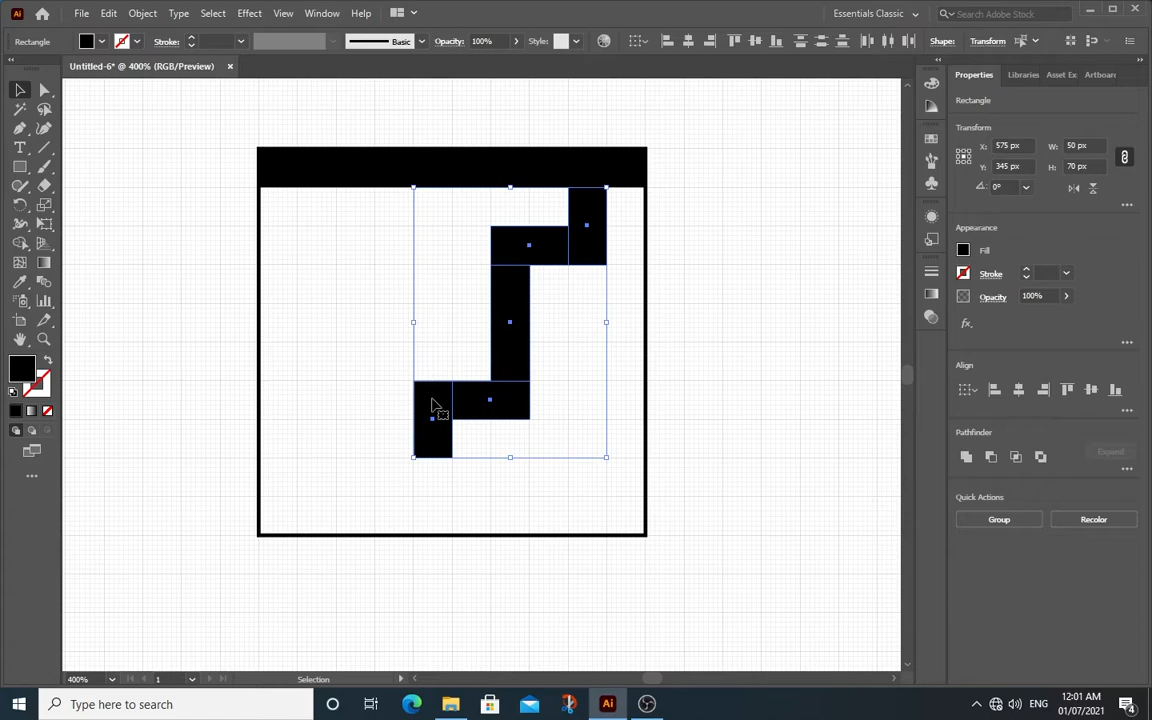 Ai File Edit Object Type Select Effect View Window Help Essentials Classic Search Adobe Stock
Rectangle Stroke: Basic Opacity: 100% Style: Shape: Transform
Untitled-6* @ 400% (RGB/Preview)
Properties Libraries Asset Ex Artboard
Rectangle
Transform
X: 575 px W: 50 px
Y: 345 px H: 70 px
0°
Appearance
Fill
Stroke
Opacity 100%
fx.
Align
Pathfinder
Expand
Quick Actions
Group Recolor
400% 1 Selection
Type here to search Ai ENG 12:01 AM
01/07/2021 4